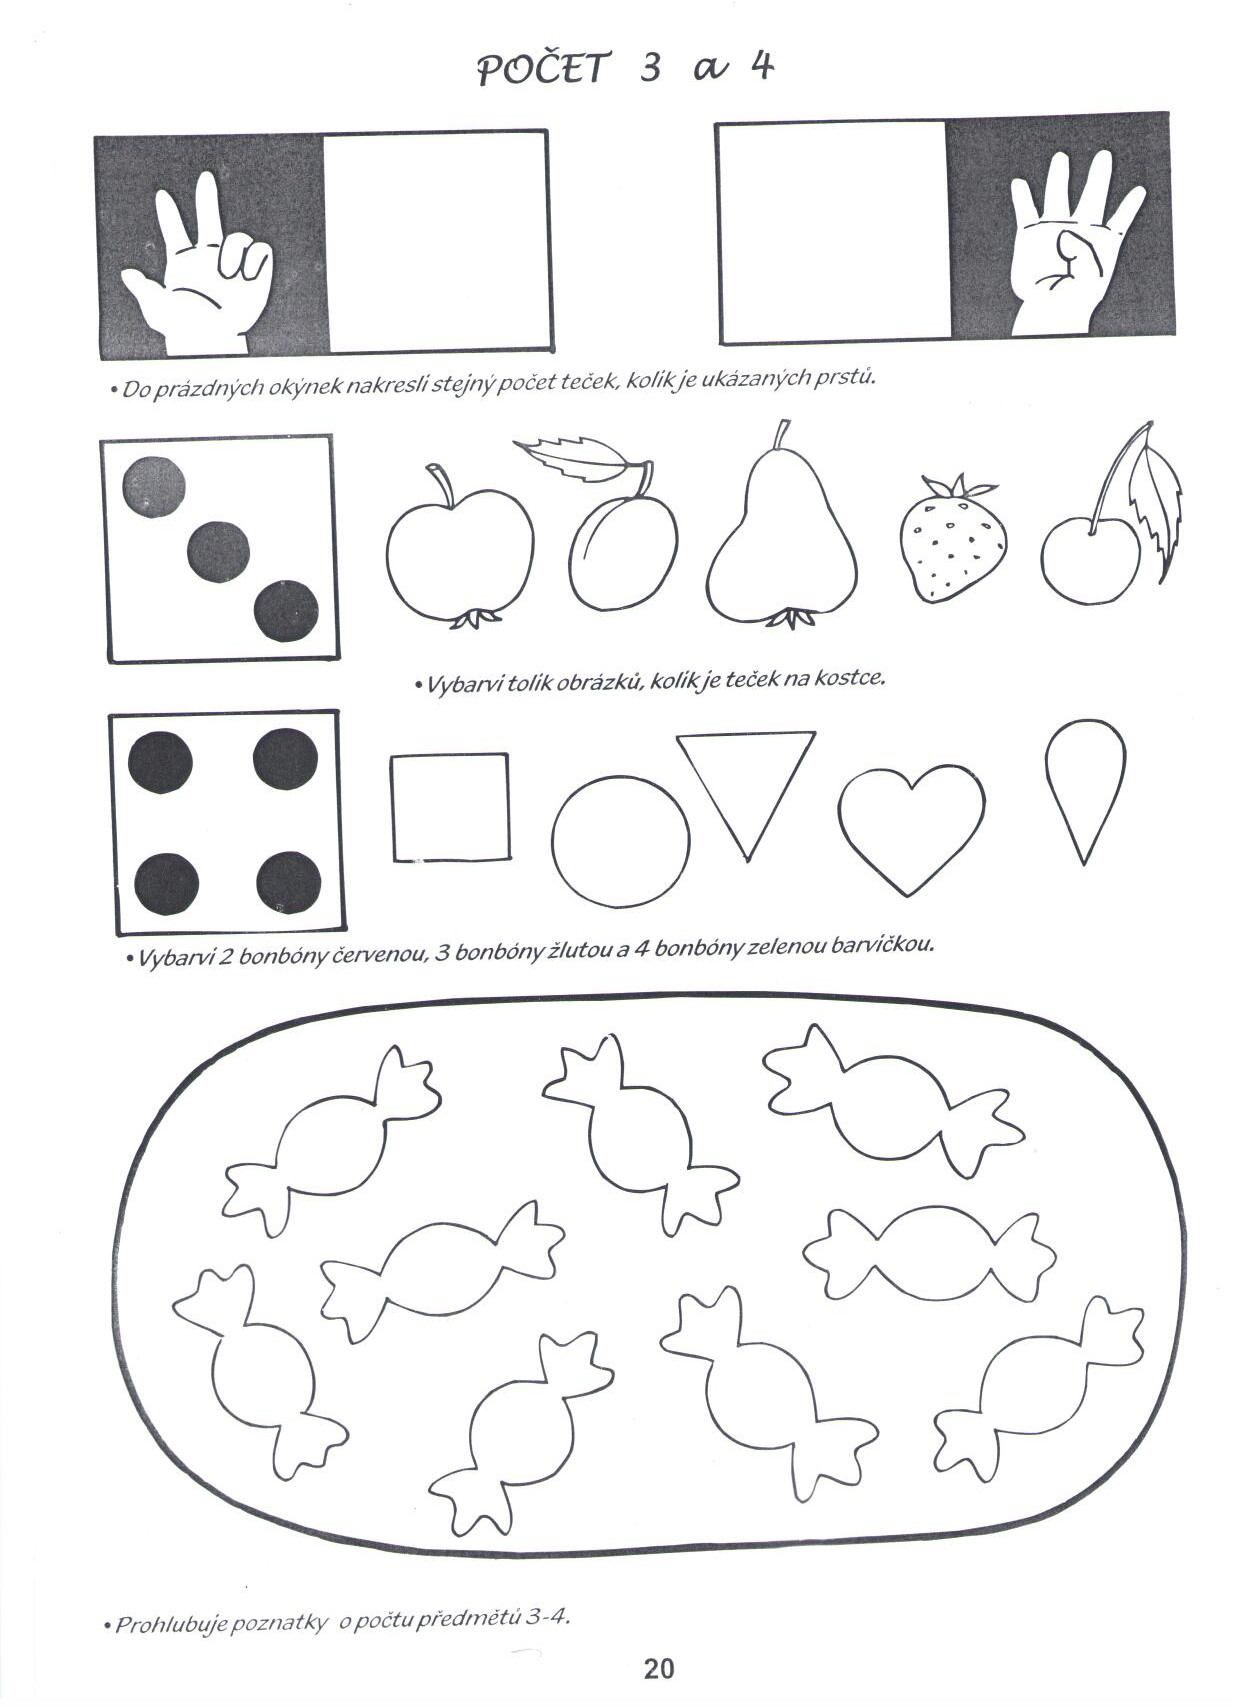 POČET 3 a 4
• Do prázdných okýnek nakresli stejný počet teček, kolik je ukázaných prstů.
• Vybarvi tolik obrázků, kolik je teček na kostce.
• Vybarvi 2 bonbóny červenou, 3 bonbóny žlutou a 4 bonbóny zelenou barvičkou.
• Prohlubuje poznatky o počtu předmětů 3-4.
20